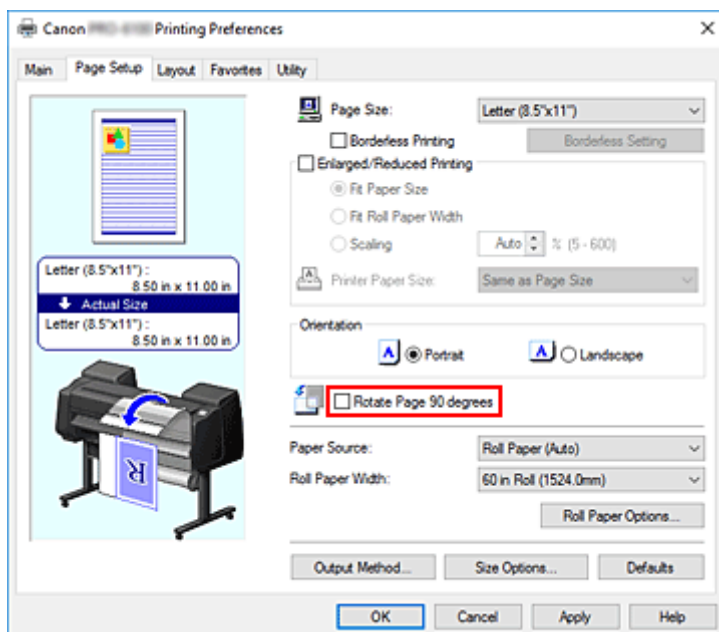 Canon Printing Preferences
Main Page Setup Layout Favorites Utility
Page Size: Letter (8.5"x11")
Borderless Printing Borderless Setting
Enlarged/Reduced Printing
Fit Paper Size
Fit Roll Paper Width
Scaling Auto % (5 - 600)
Printer Paper Size: Same as Page Size
Letter (8.5"x11") :
8.50 in x 11.00 in
Actual Size
Letter (8.5"x11") :
8.50 in x 11.00 in
Orientation
A Portrait A Landscape
Rotate Page 90 degrees
R
Paper Source: Roll Paper (Auto)
Roll Paper Width: 60 in Roll (1524.0mm)
Roll Paper Options...
Output Method... Size Options... Defaults
OK Cancel Apply Help